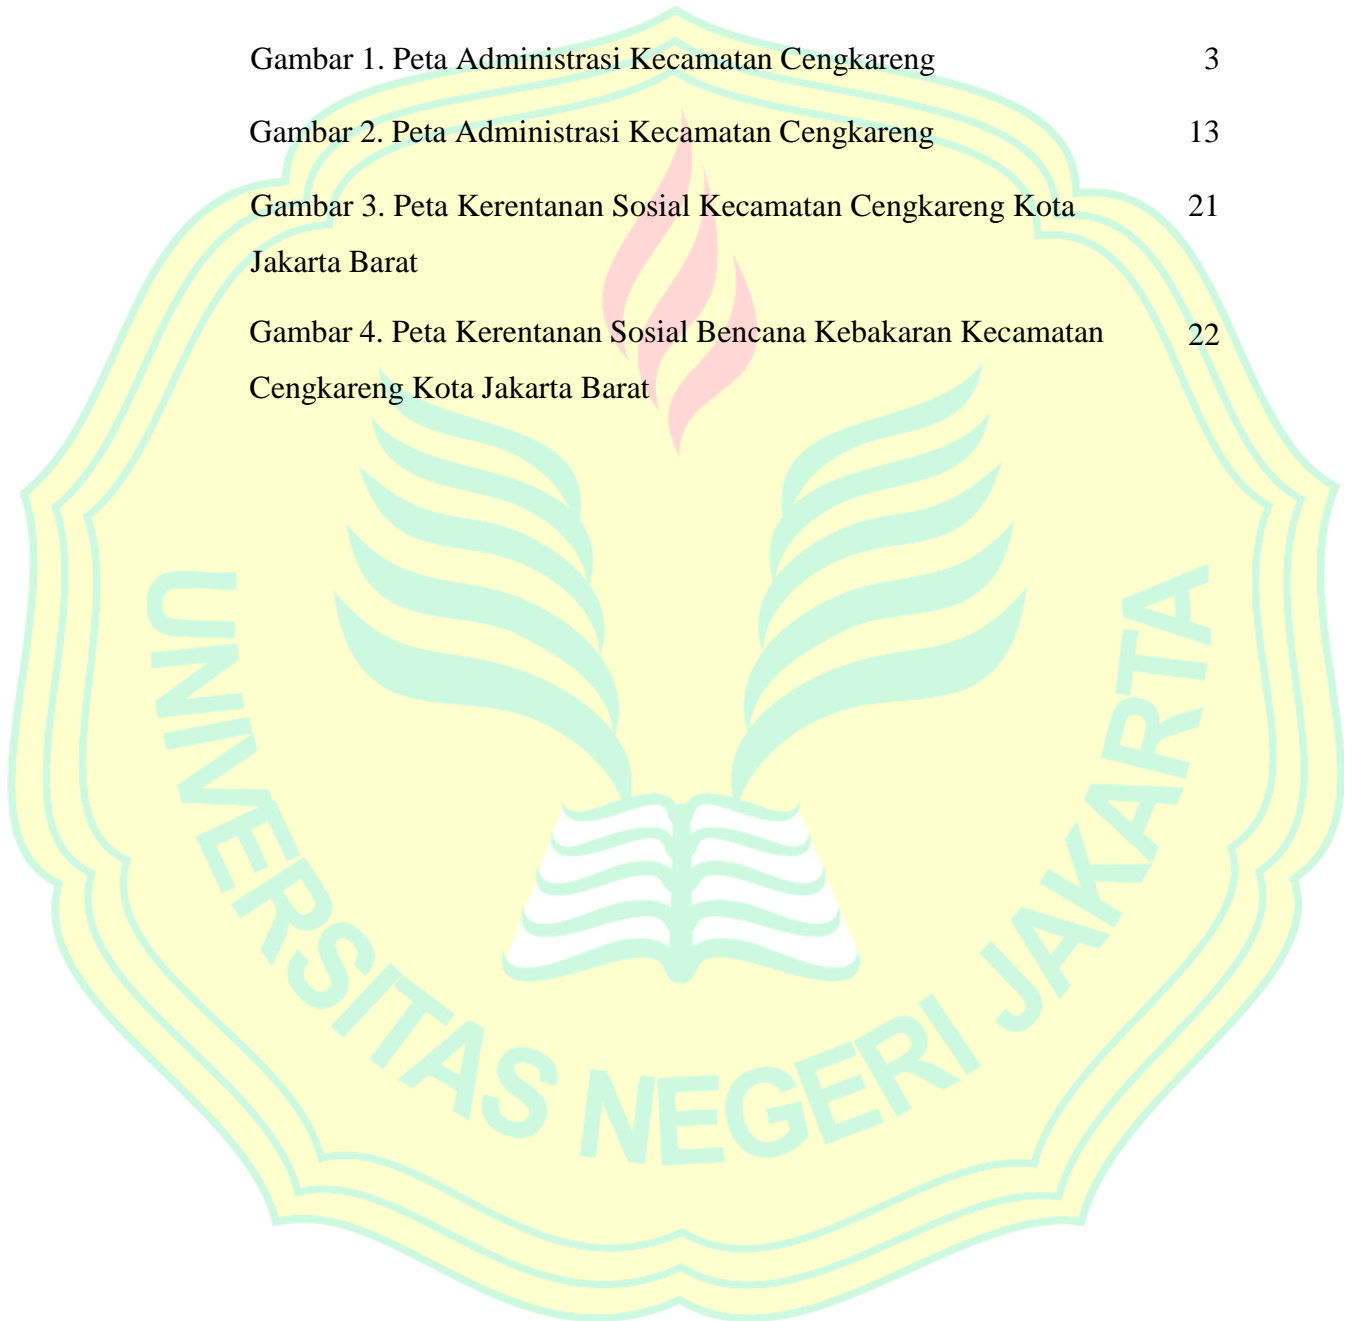 Gambar 1. Peta Administrasi Kecamatan Cengkareng 3
Gambar 2. Peta Administrasi Kecamatan Cengkareng 13
Gambar 3. Peta Kerentanan Sosial Kecamatan Cengkareng Kota 21
Jakarta Barat
Gambar 4. Peta Kerentanan Sosial Bencana Kebakaran Kecamatan 22
Cengkareng Kota Jakarta Barat
UNIVERSITAS NEGERI JAKARTA